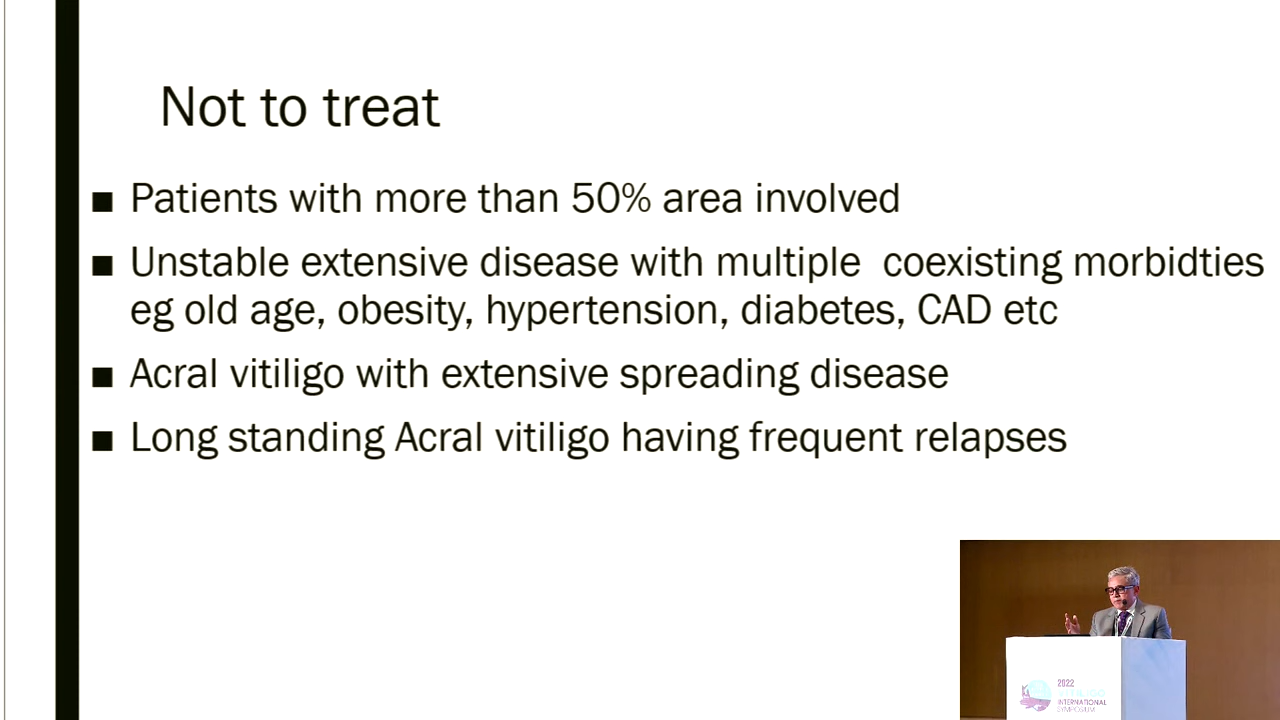 Not to treat
■ Patients with more than 50% area involved
■ Unstable extensive disease with multiple  coexisting morbidties
eg old age, obesity, hypertension, diabetes, CAD etc
■ Acral vitiligo with extensive spreading disease
■ Long standing Acral vitiligo having frequent relapses
2022
INTERNATIONAL
SYMPOSIUM